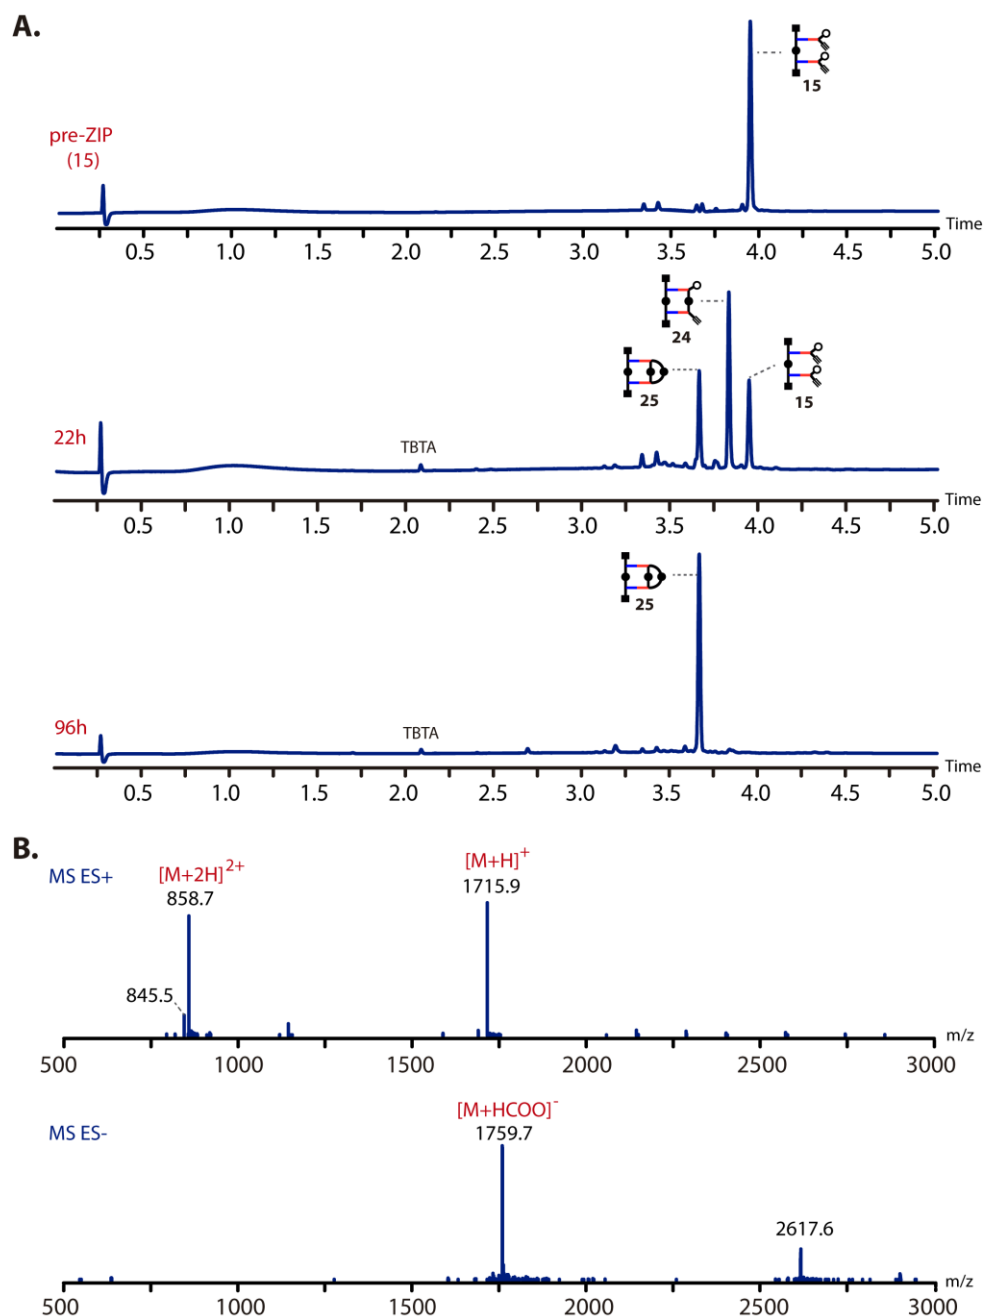 A.
15
pre-ZIP
(15)
Time
0.5 1.0 1.5 2.0 2.5 3.0 3.5 4.0 4.5 5.0
24
25
15
22h
TBTA
Time
0.5 1.0 1.5 2.0 2.5 3.0 3.5 4.0 4.5 5.0
25
96h
TBTA
Time
0.5 1.0 1.5 2.0 2.5 3.0 3.5 4.0 4.5 5.0
B.
MS ES+
[M+2H]2+
858.7
[M+H]+
1715.9
845.5
m/z
500 1000 1500 2000 2500 3000
MS ES-
[M+HCOO]-
1759.7
2617.6
m/z
500 1000 1500 2000 2500 3000